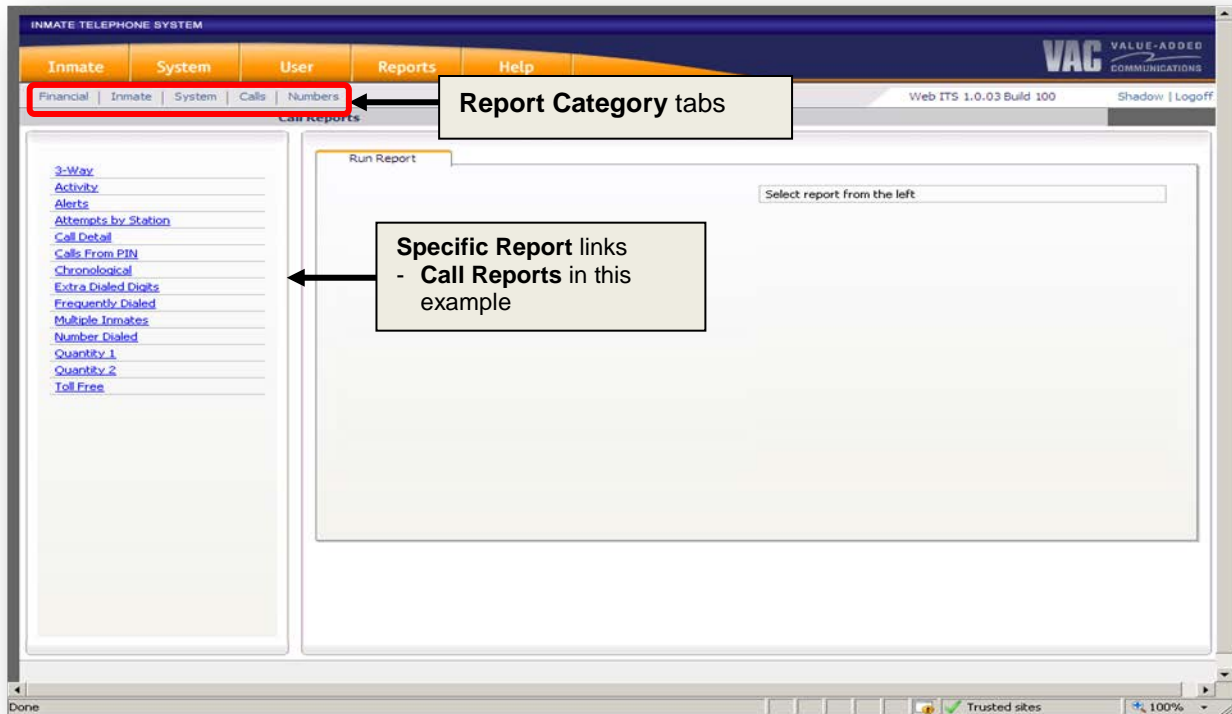 INMATE TELEPHONE SYSTEM
Inmate System User Reports Help
VAC VALUE-ADDED
COMMUNICATIONS
Financial | Inmate | System | Calls | Numbers
Report Category tabs
Web ITS 1.0.03 Build 100
Shadow | Logoff
Call Reports
3-Way
Activity
Alerts
Attempts by Station
Call Detail
Calls From PIN
Chronological
Extra Dialed Digits
Frequently Dialed
Multiple Inmates
Number Dialed
Quantity 1
Quantity 2
Toll Free
Run Report
Select report from the left
Specific Report links
- Call Reports in this
example
Done
Trusted sites
100%